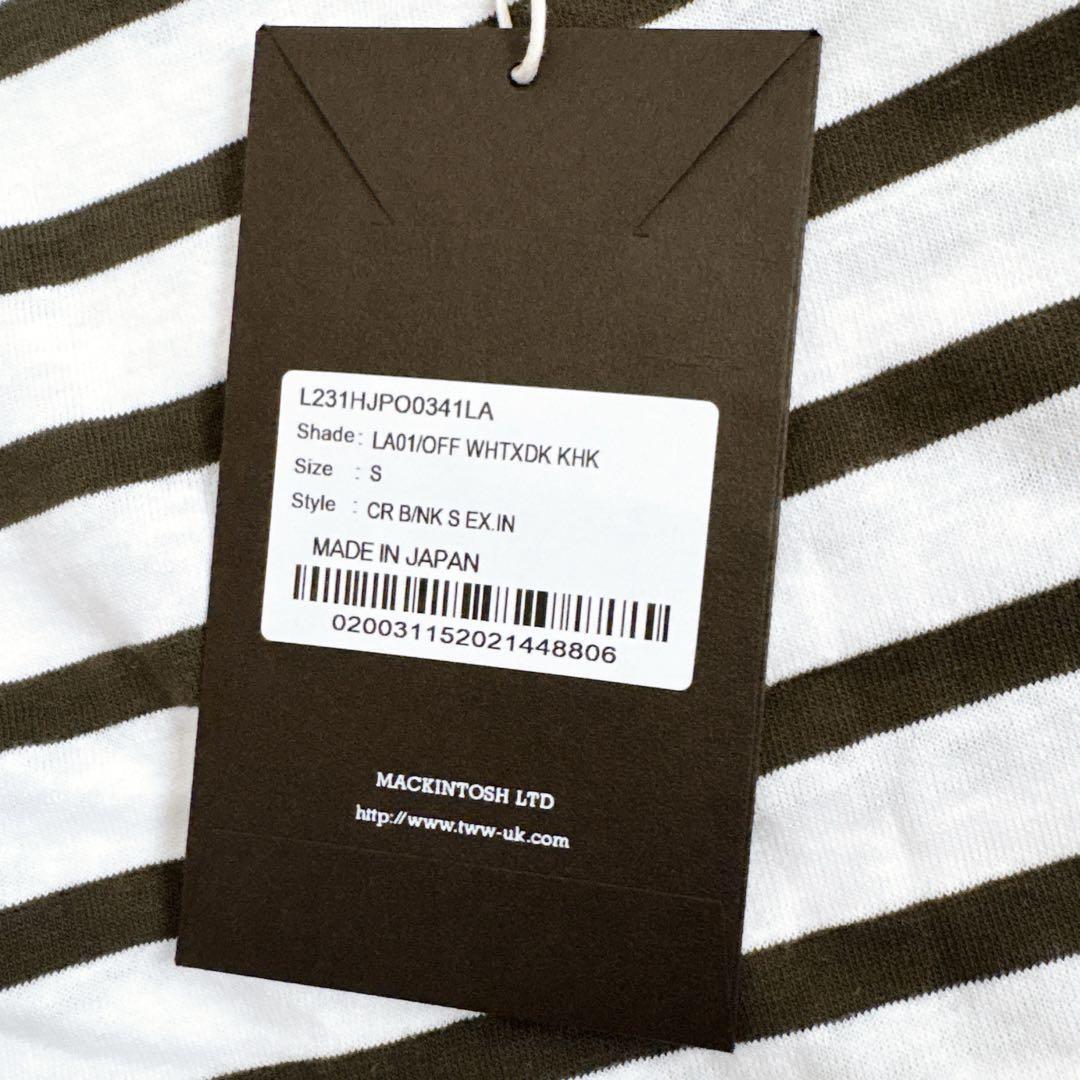 L231HJPO0341LA
Shade: LA01/OFF WHTXDK KHK
Size : S
Style : CR B/NK S EX.IN
MADE IN JAPAN
020031152021448806
MACKINTOSH LTD
http://www.tww-uk.com